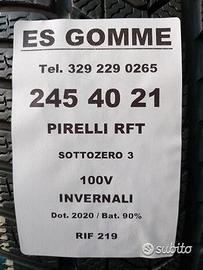 ES GOMME
Tel. 329 229 0265
245 40 21
PIRELLI RFT
SOTTOZERO 3
100V
INVERNALI
Dot. 2020 / Bat. 90%
RIF 219
subito